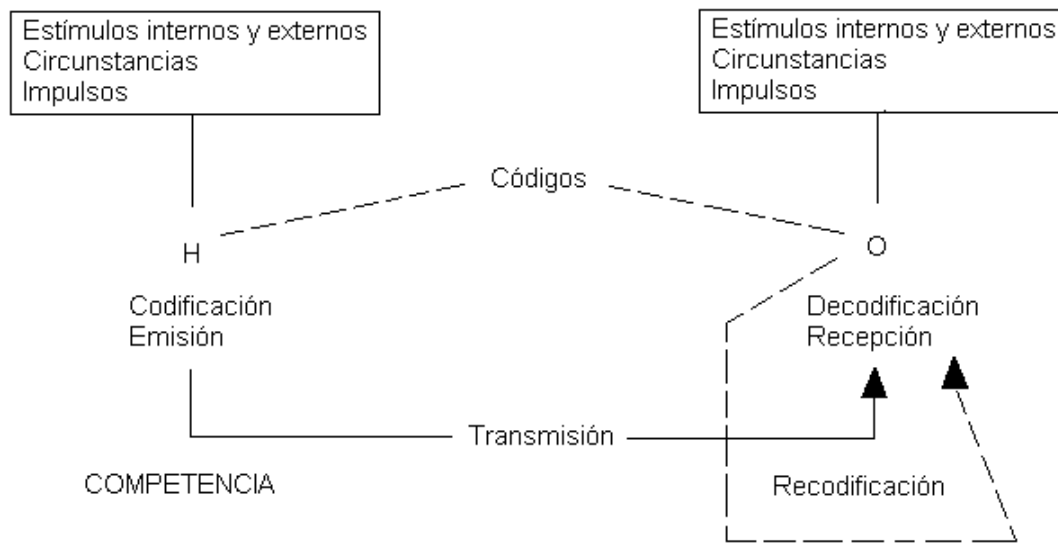 Estímulos internos y externos
Circunstancias
Impulsos
Estímulos internos y externos
Circunstancias
Impulsos
Códigos
H
O
Codificación
Emisión
Decodificación
Recepción
Transmisión
COMPETENCIA
Recodificación